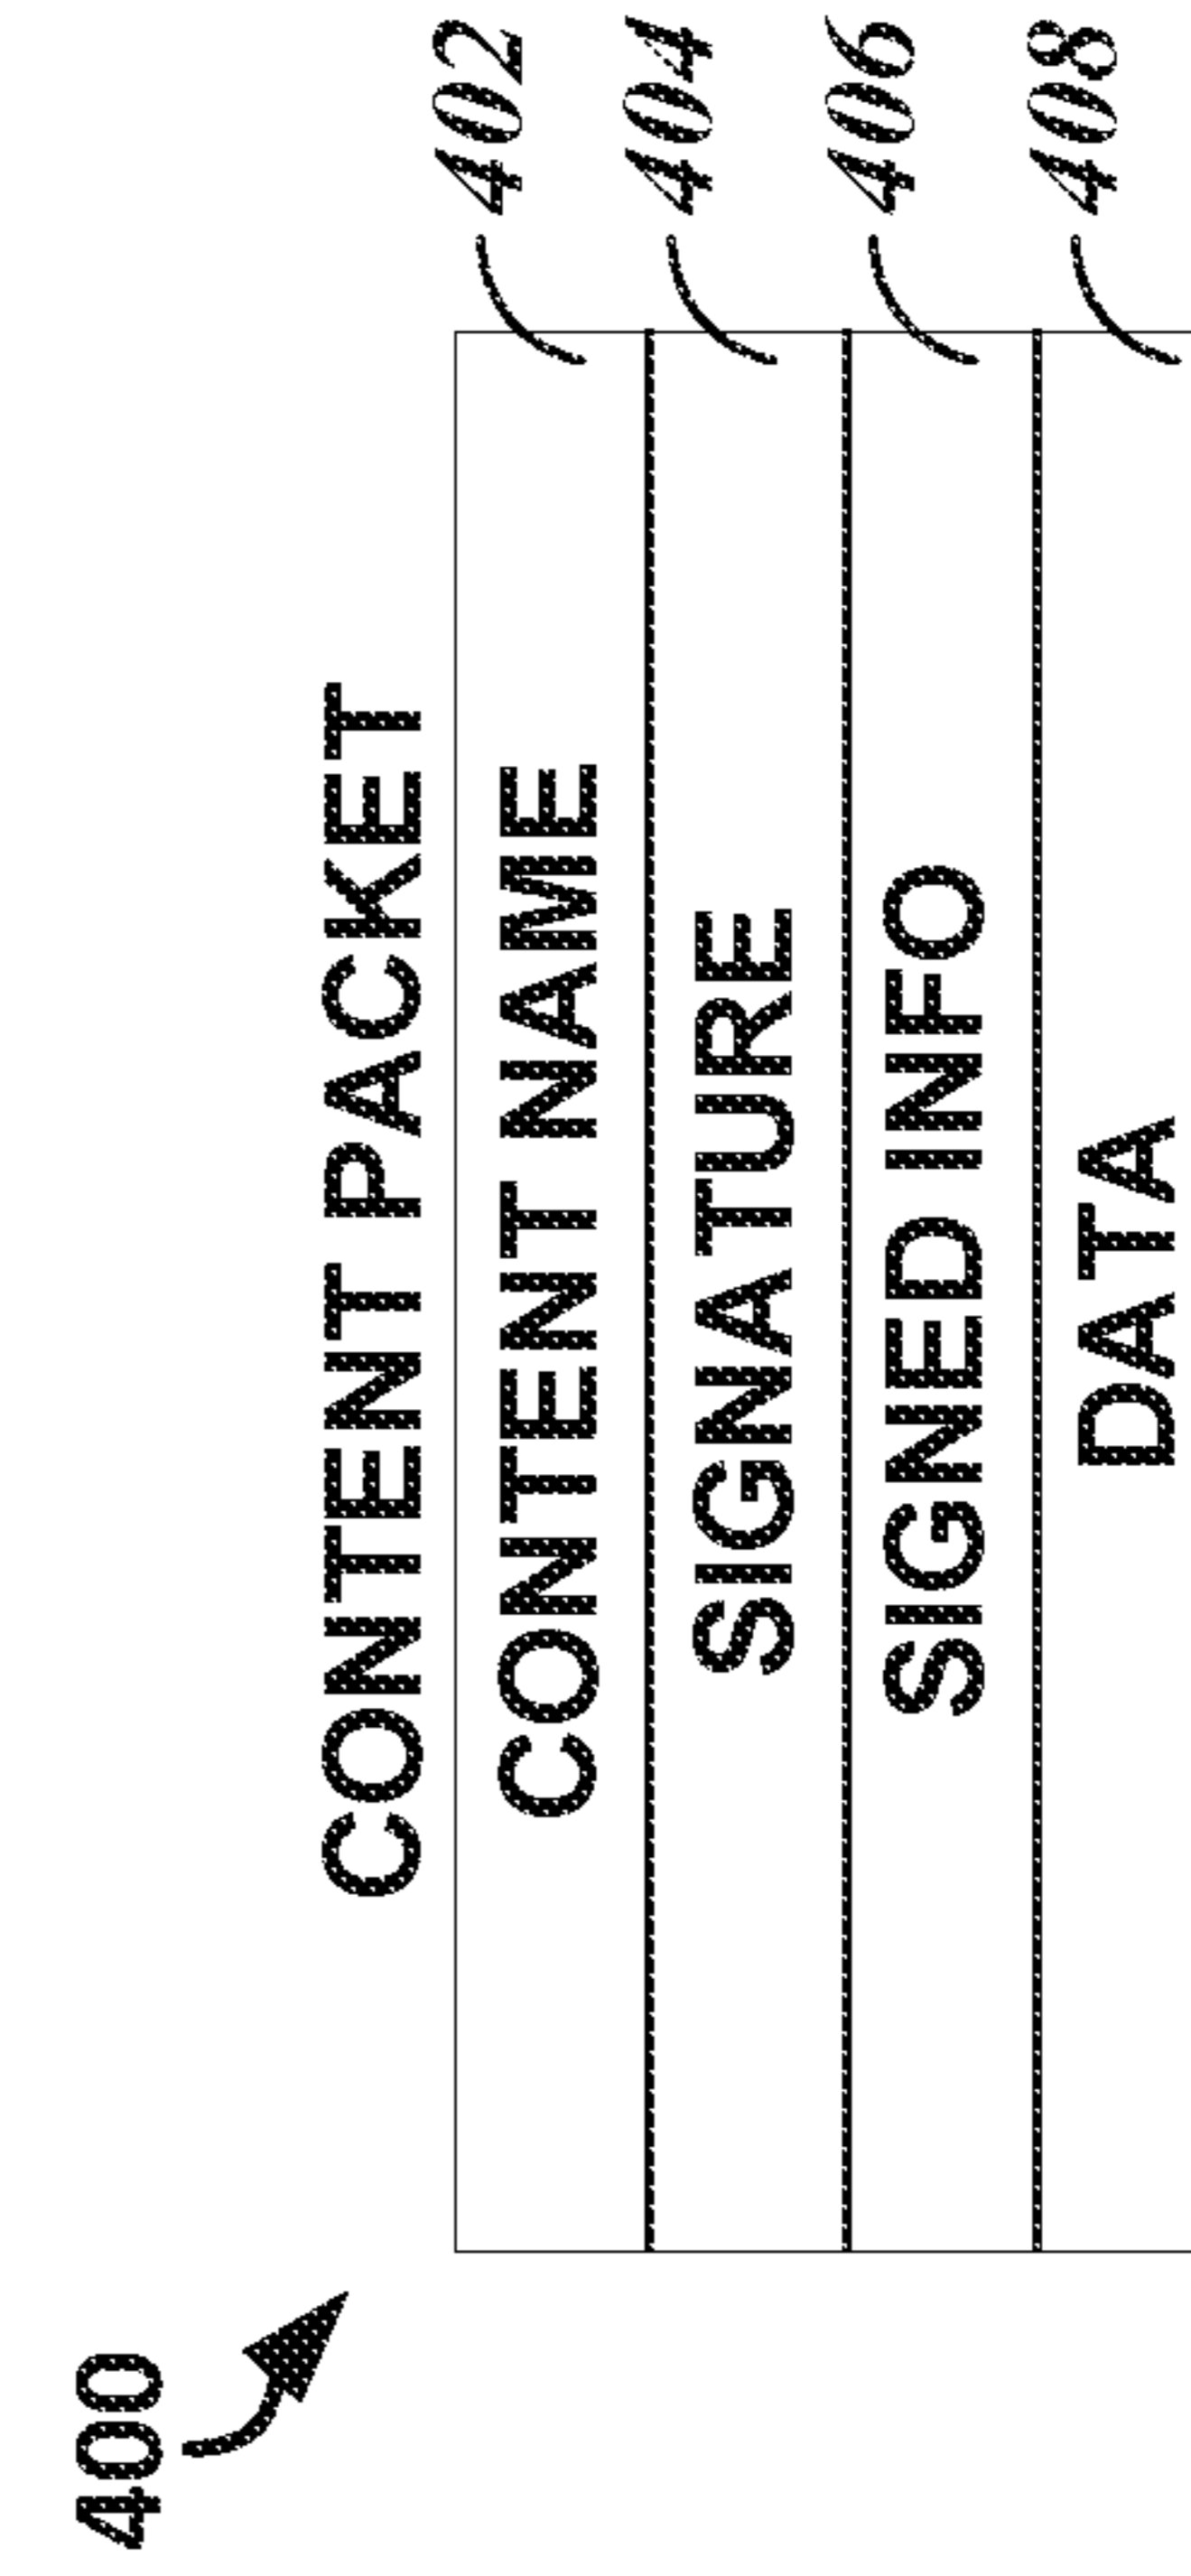 400
CONTENT PACKET
CONTENT NAME 402
SIGNATURE 404
SIGNED INFO 406
DATA 408